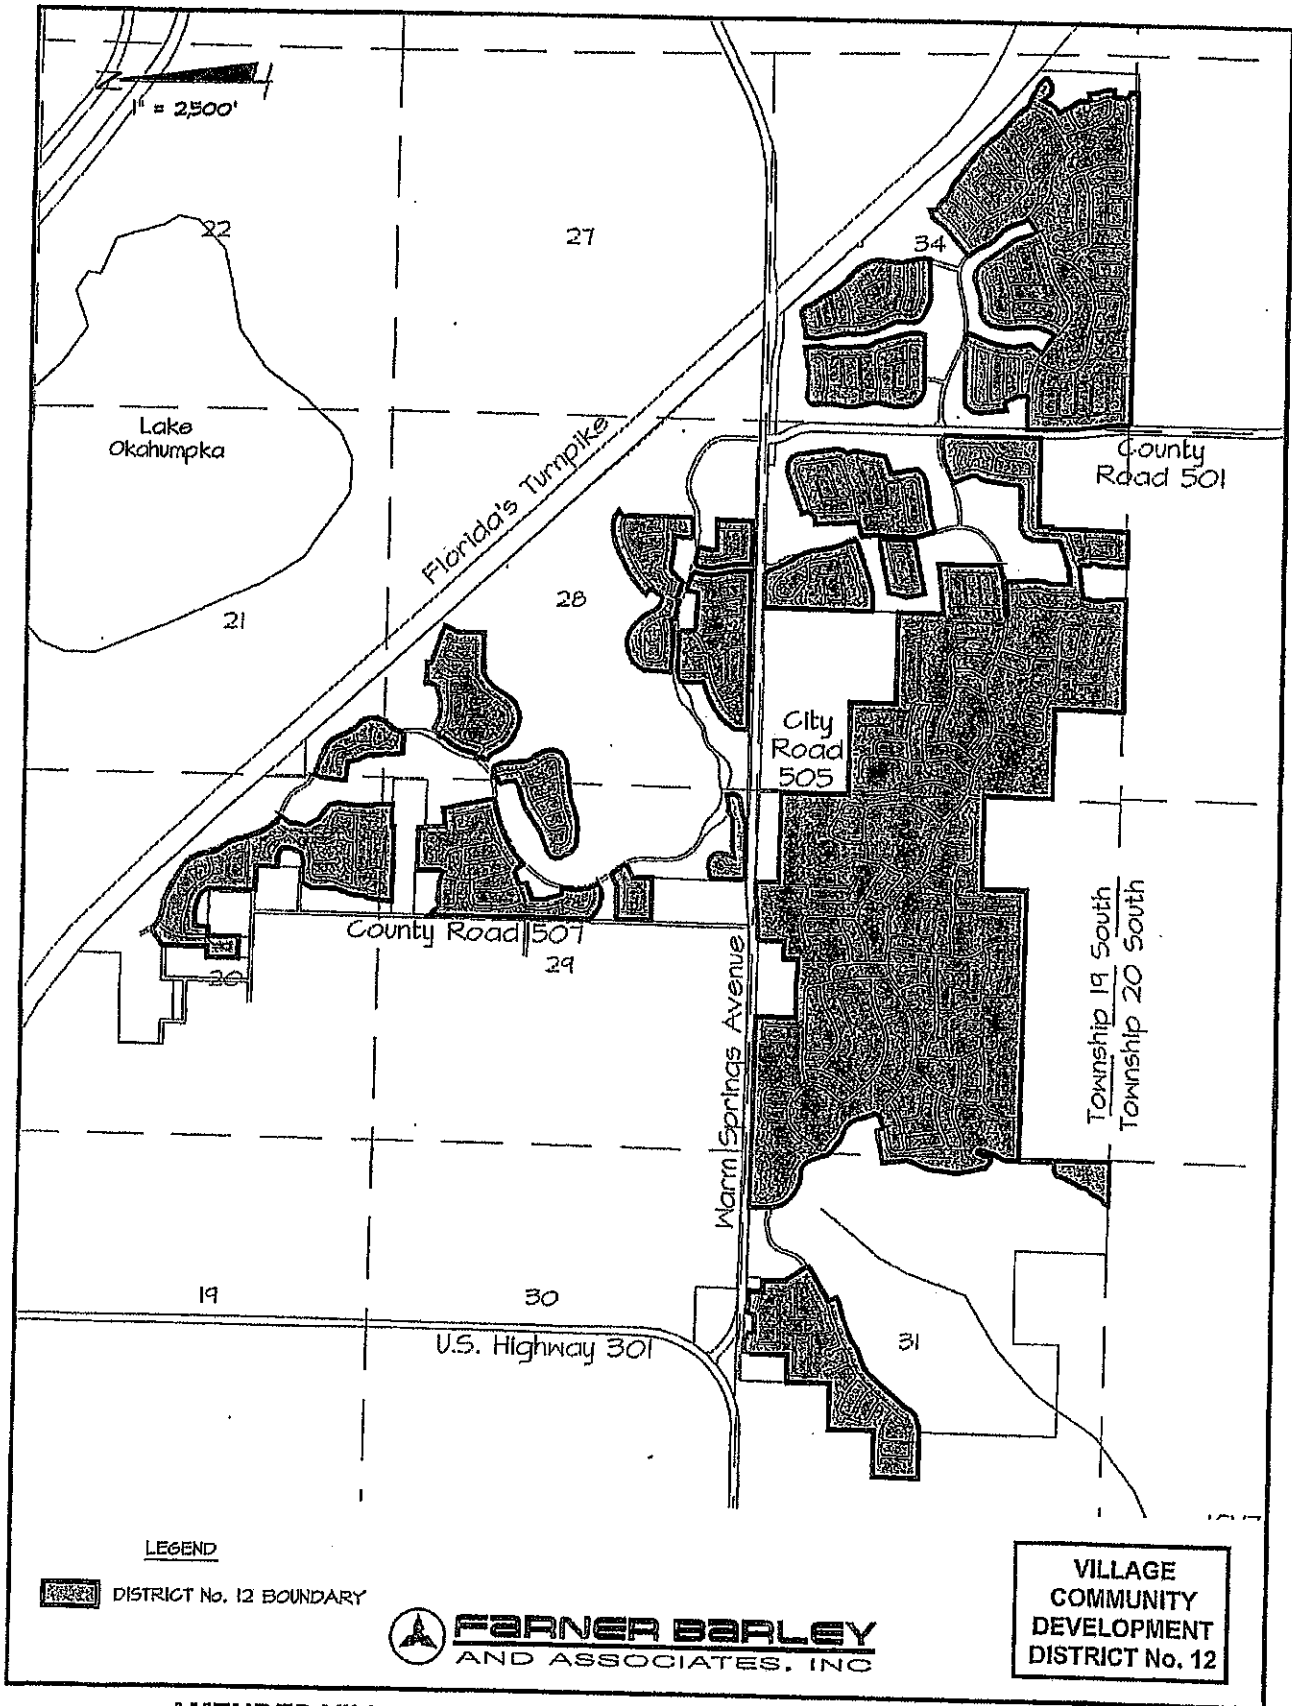 1" = 2,500'
22
27
34
Lake
Okahumpka
Florida's Turnpike
County
Road 501
21
28
City
Road
505
County Road 507
29
20
Warm Springs Avenue
Township 19 South
Township 20 South
19
30
U.S. Highway 301
31
LEGEND
DISTRICT No. 12 BOUNDARY
FARNER BARLEY
AND ASSOCIATES, INC
VILLAGE
COMMUNITY
DEVELOPMENT
DISTRICT No. 12